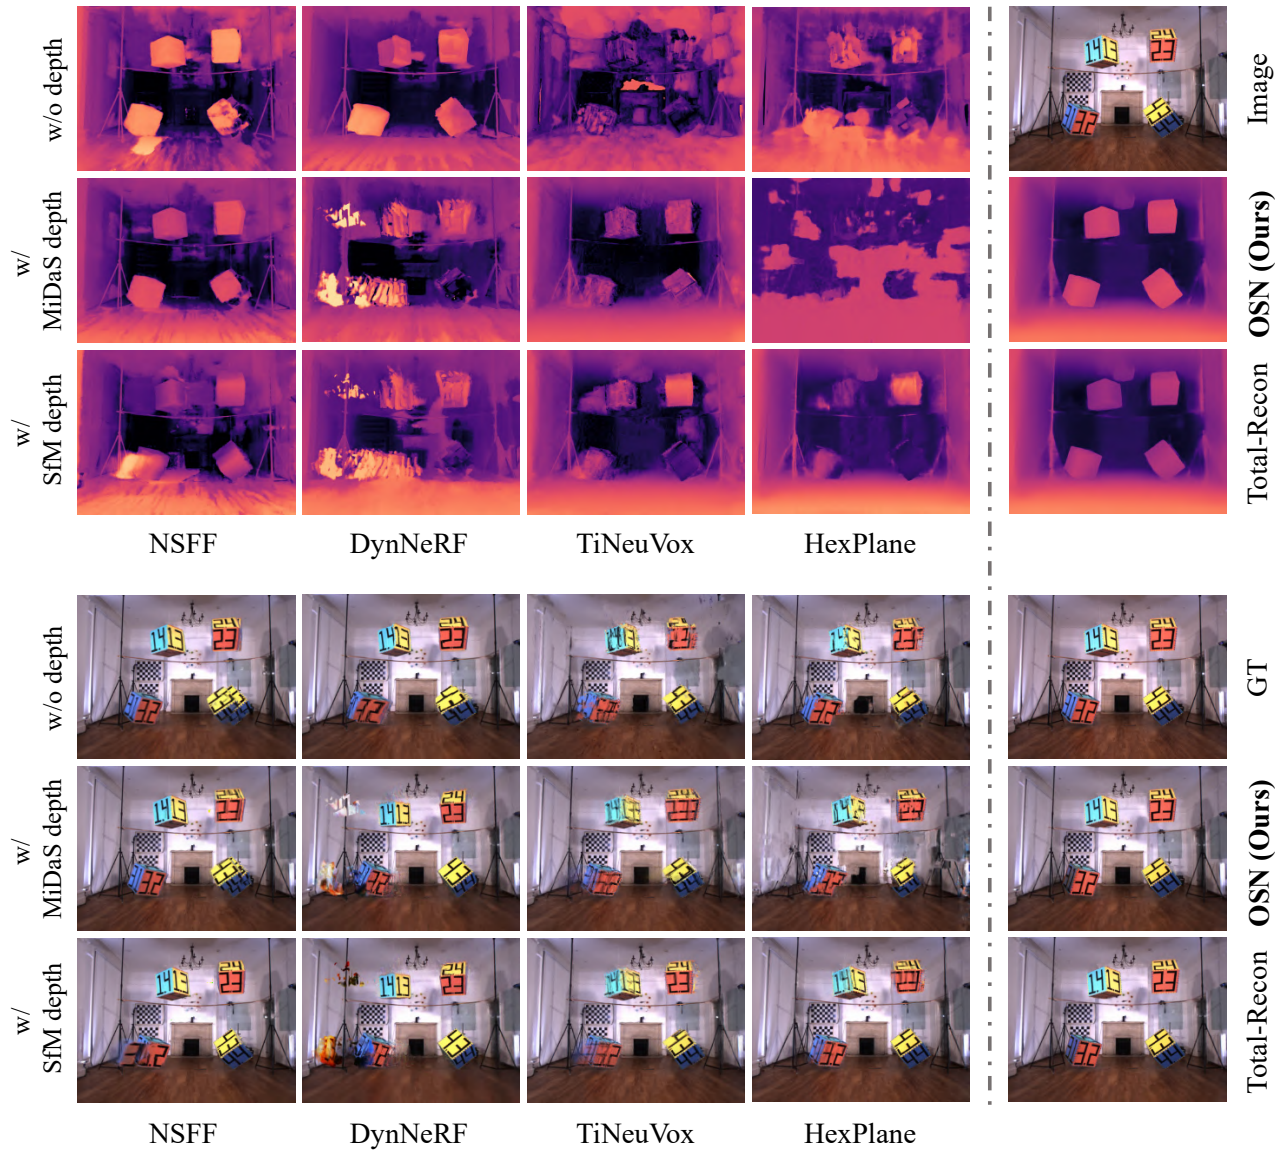 w/o depth
Image
w/
MiDaS depth
OSN (Ours)
w/
SfM depth
Total-Recon
NSFF
DynNeRF
TiNeuVox
HexPlane
w/o depth
GT
w/
MiDaS depth
OSN (Ours)
w/
SfM depth
Total-Recon
NSFF
DynNeRF
TiNeuVox
HexPlane